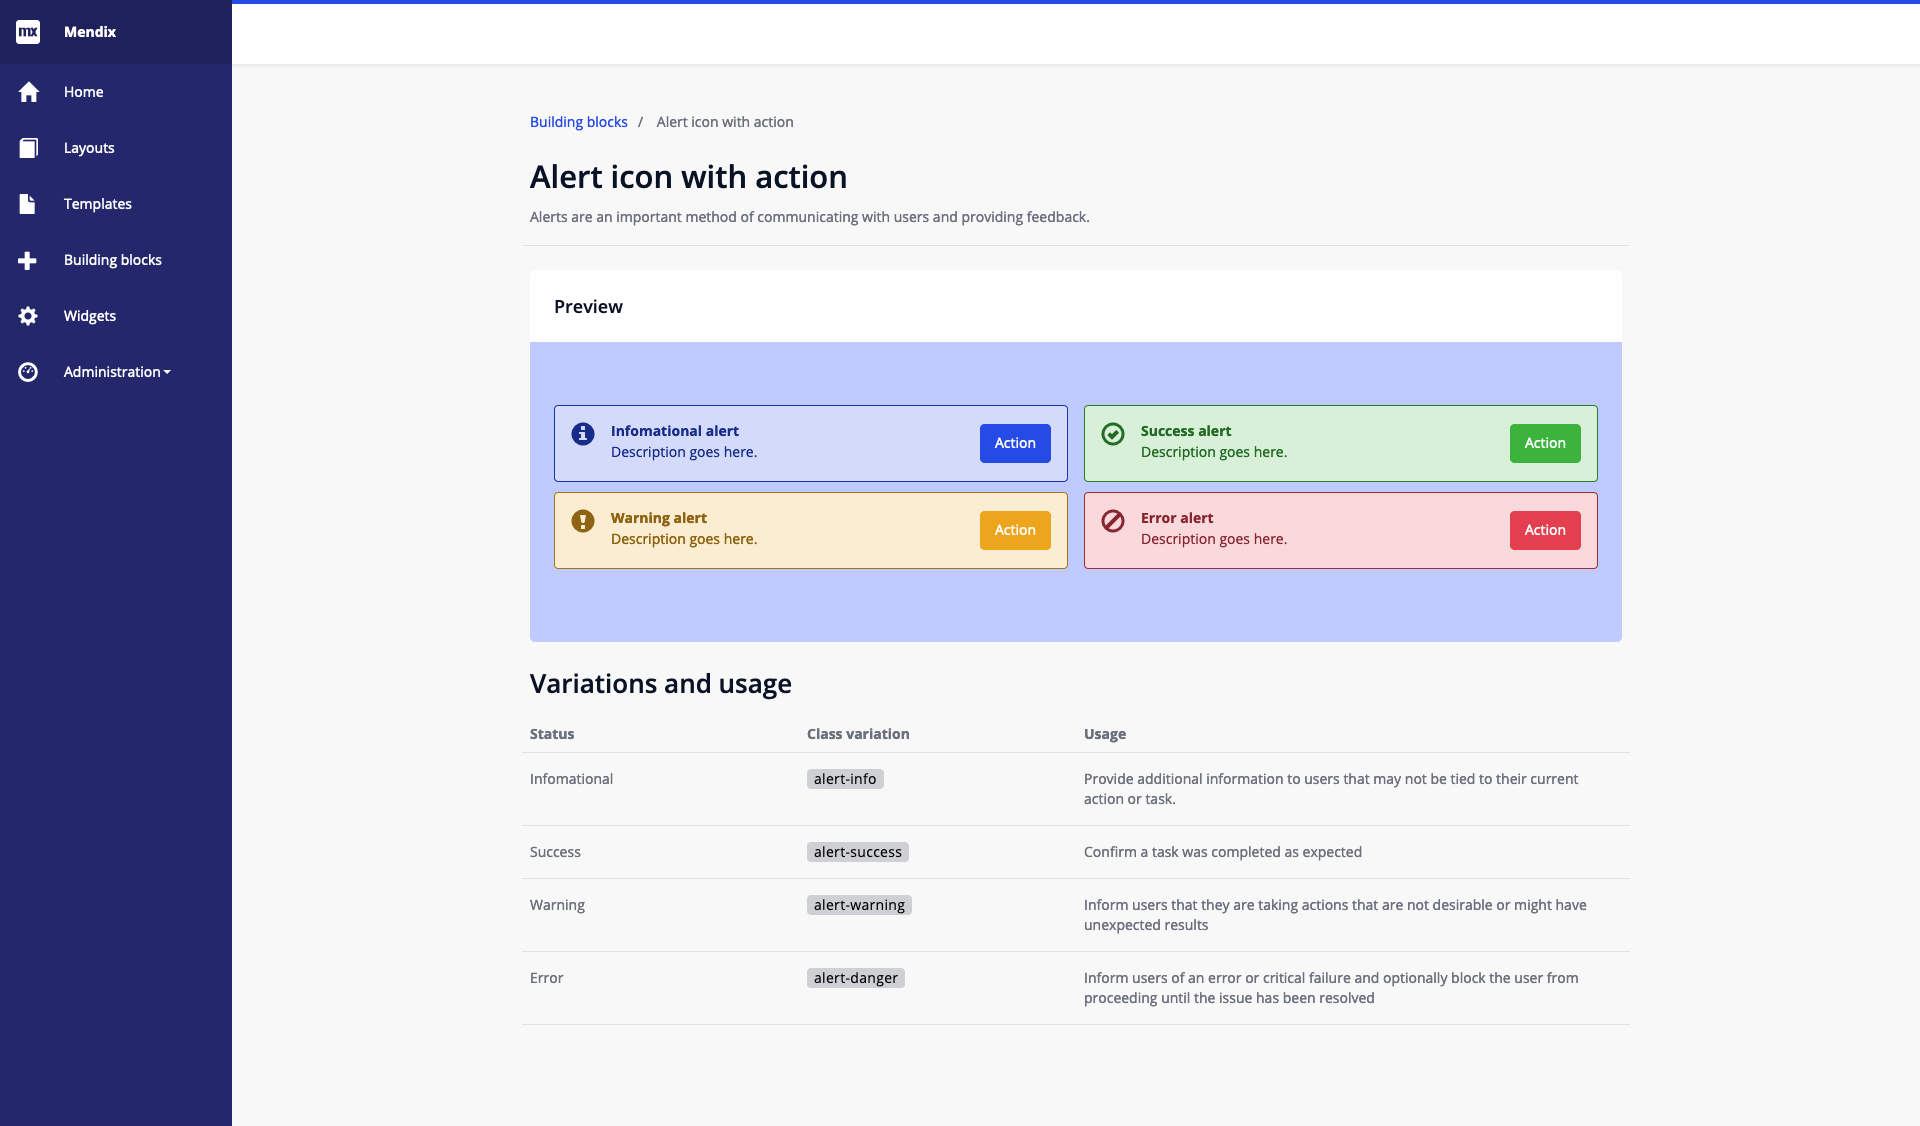 mx Mendix
Home
Layouts
Templates
Building blocks
Widgets
Administration
Building blocks / Alert icon with action
Alert icon with action
Alerts are an important method of communicating with users and providing feedback.
Preview
Infomational alert
Description goes here.
Action
Success alert
Description goes here.
Action
Warning alert
Description goes here.
Action
Error alert
Description goes here.
Action
Variations and usage
Status Class variation Usage
Infomational alert-info Provide additional information to users that may not be tied to their current
action or task.
Success alert-success Confirm a task was completed as expected
Warning alert-warning Inform users that they are taking actions that are not desirable or might have
unexpected results
Error alert-danger Inform users of an error or critical failure and optionally block the user from
proceeding until the issue has been resolved